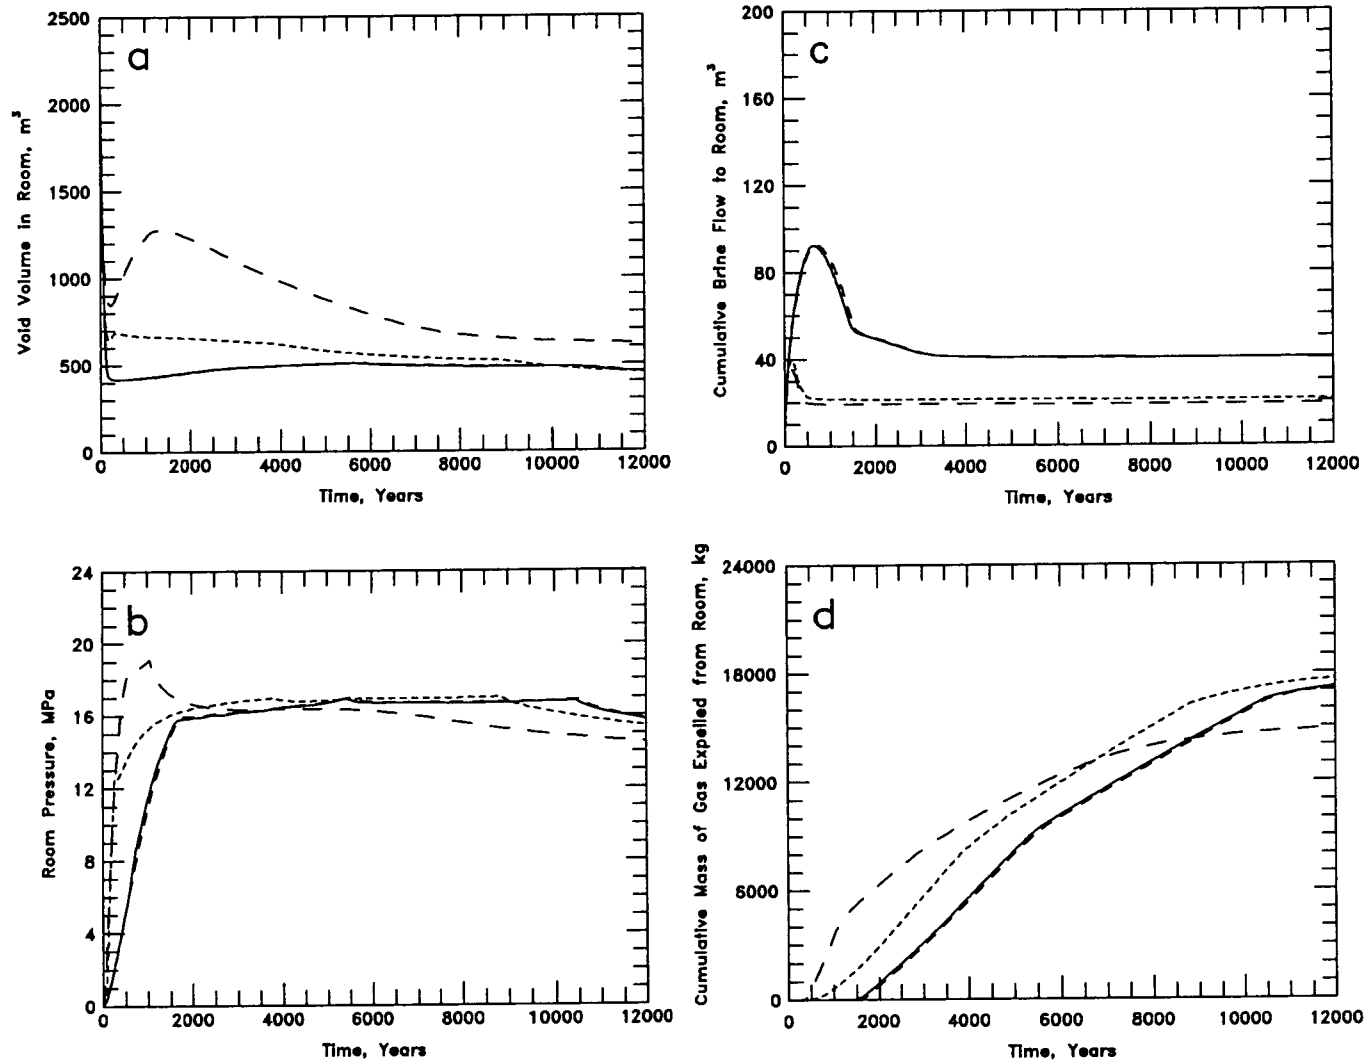 a
2500
2000
1500
1000
500
0
Void Volume in Room, m³
0 2000 4000 6000 8000 10000 12000
Time, Years
c
200
160
120
80
40
0
Cumulative Brine Flow to Room, m³
0 2000 4000 6000 8000 10000 12000
Time, Years
b
24
20
16
12
8
4
0
Room Pressure, MPa
0 2000 4000 6000 8000 10000 12000
Time, Years
d
24000
18000
12000
6000
0
Cumulative Mass of Gas Expelled from Room, kg
0 2000 4000 6000 8000 10000 12000
Time, Years